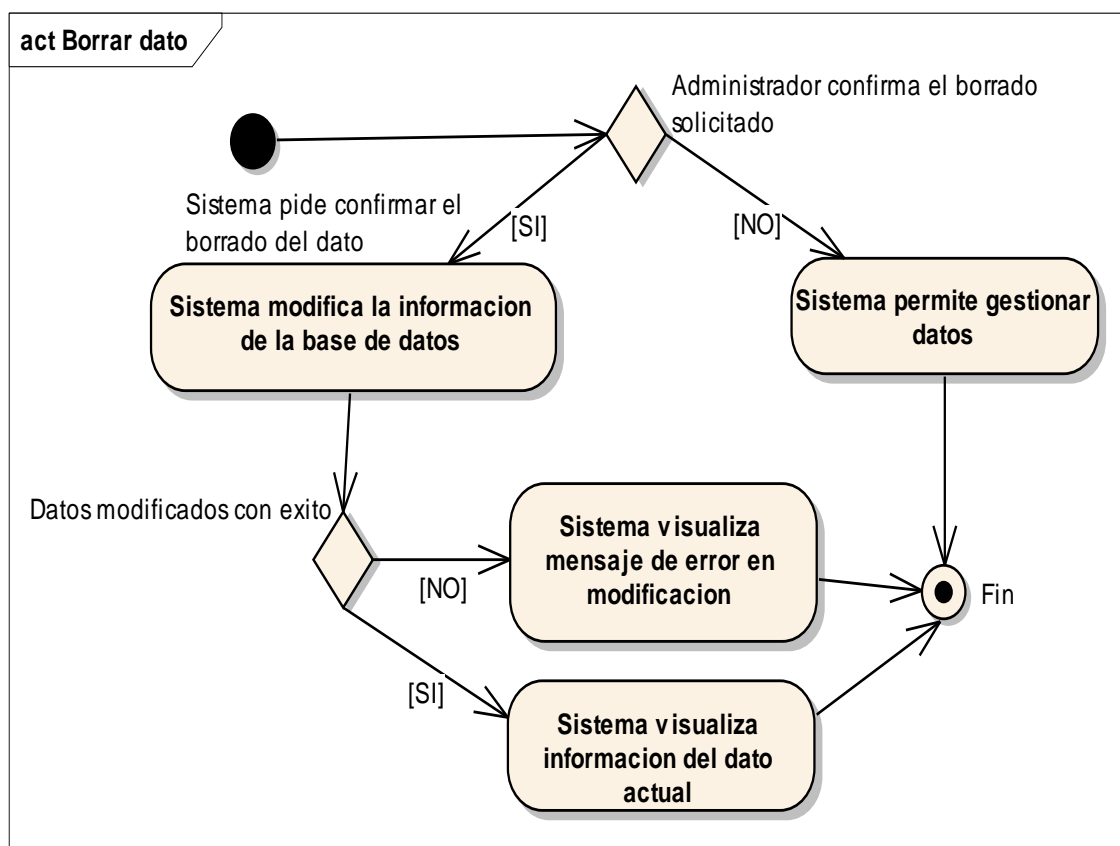 act Borrar dato
Administrador confirma el borrado
solicitado
Sistema pide confirmar el
borrado del dato
[SI]
[NO]
Sistema modifica la informacion
de la base de datos
Sistema permite gestionar
datos
Datos modificados con exito
[NO]
Sistema visualiza
mensaje de error en
modificacion
Fin
[SI]
Sistema visualiza
informacion del dato
actual